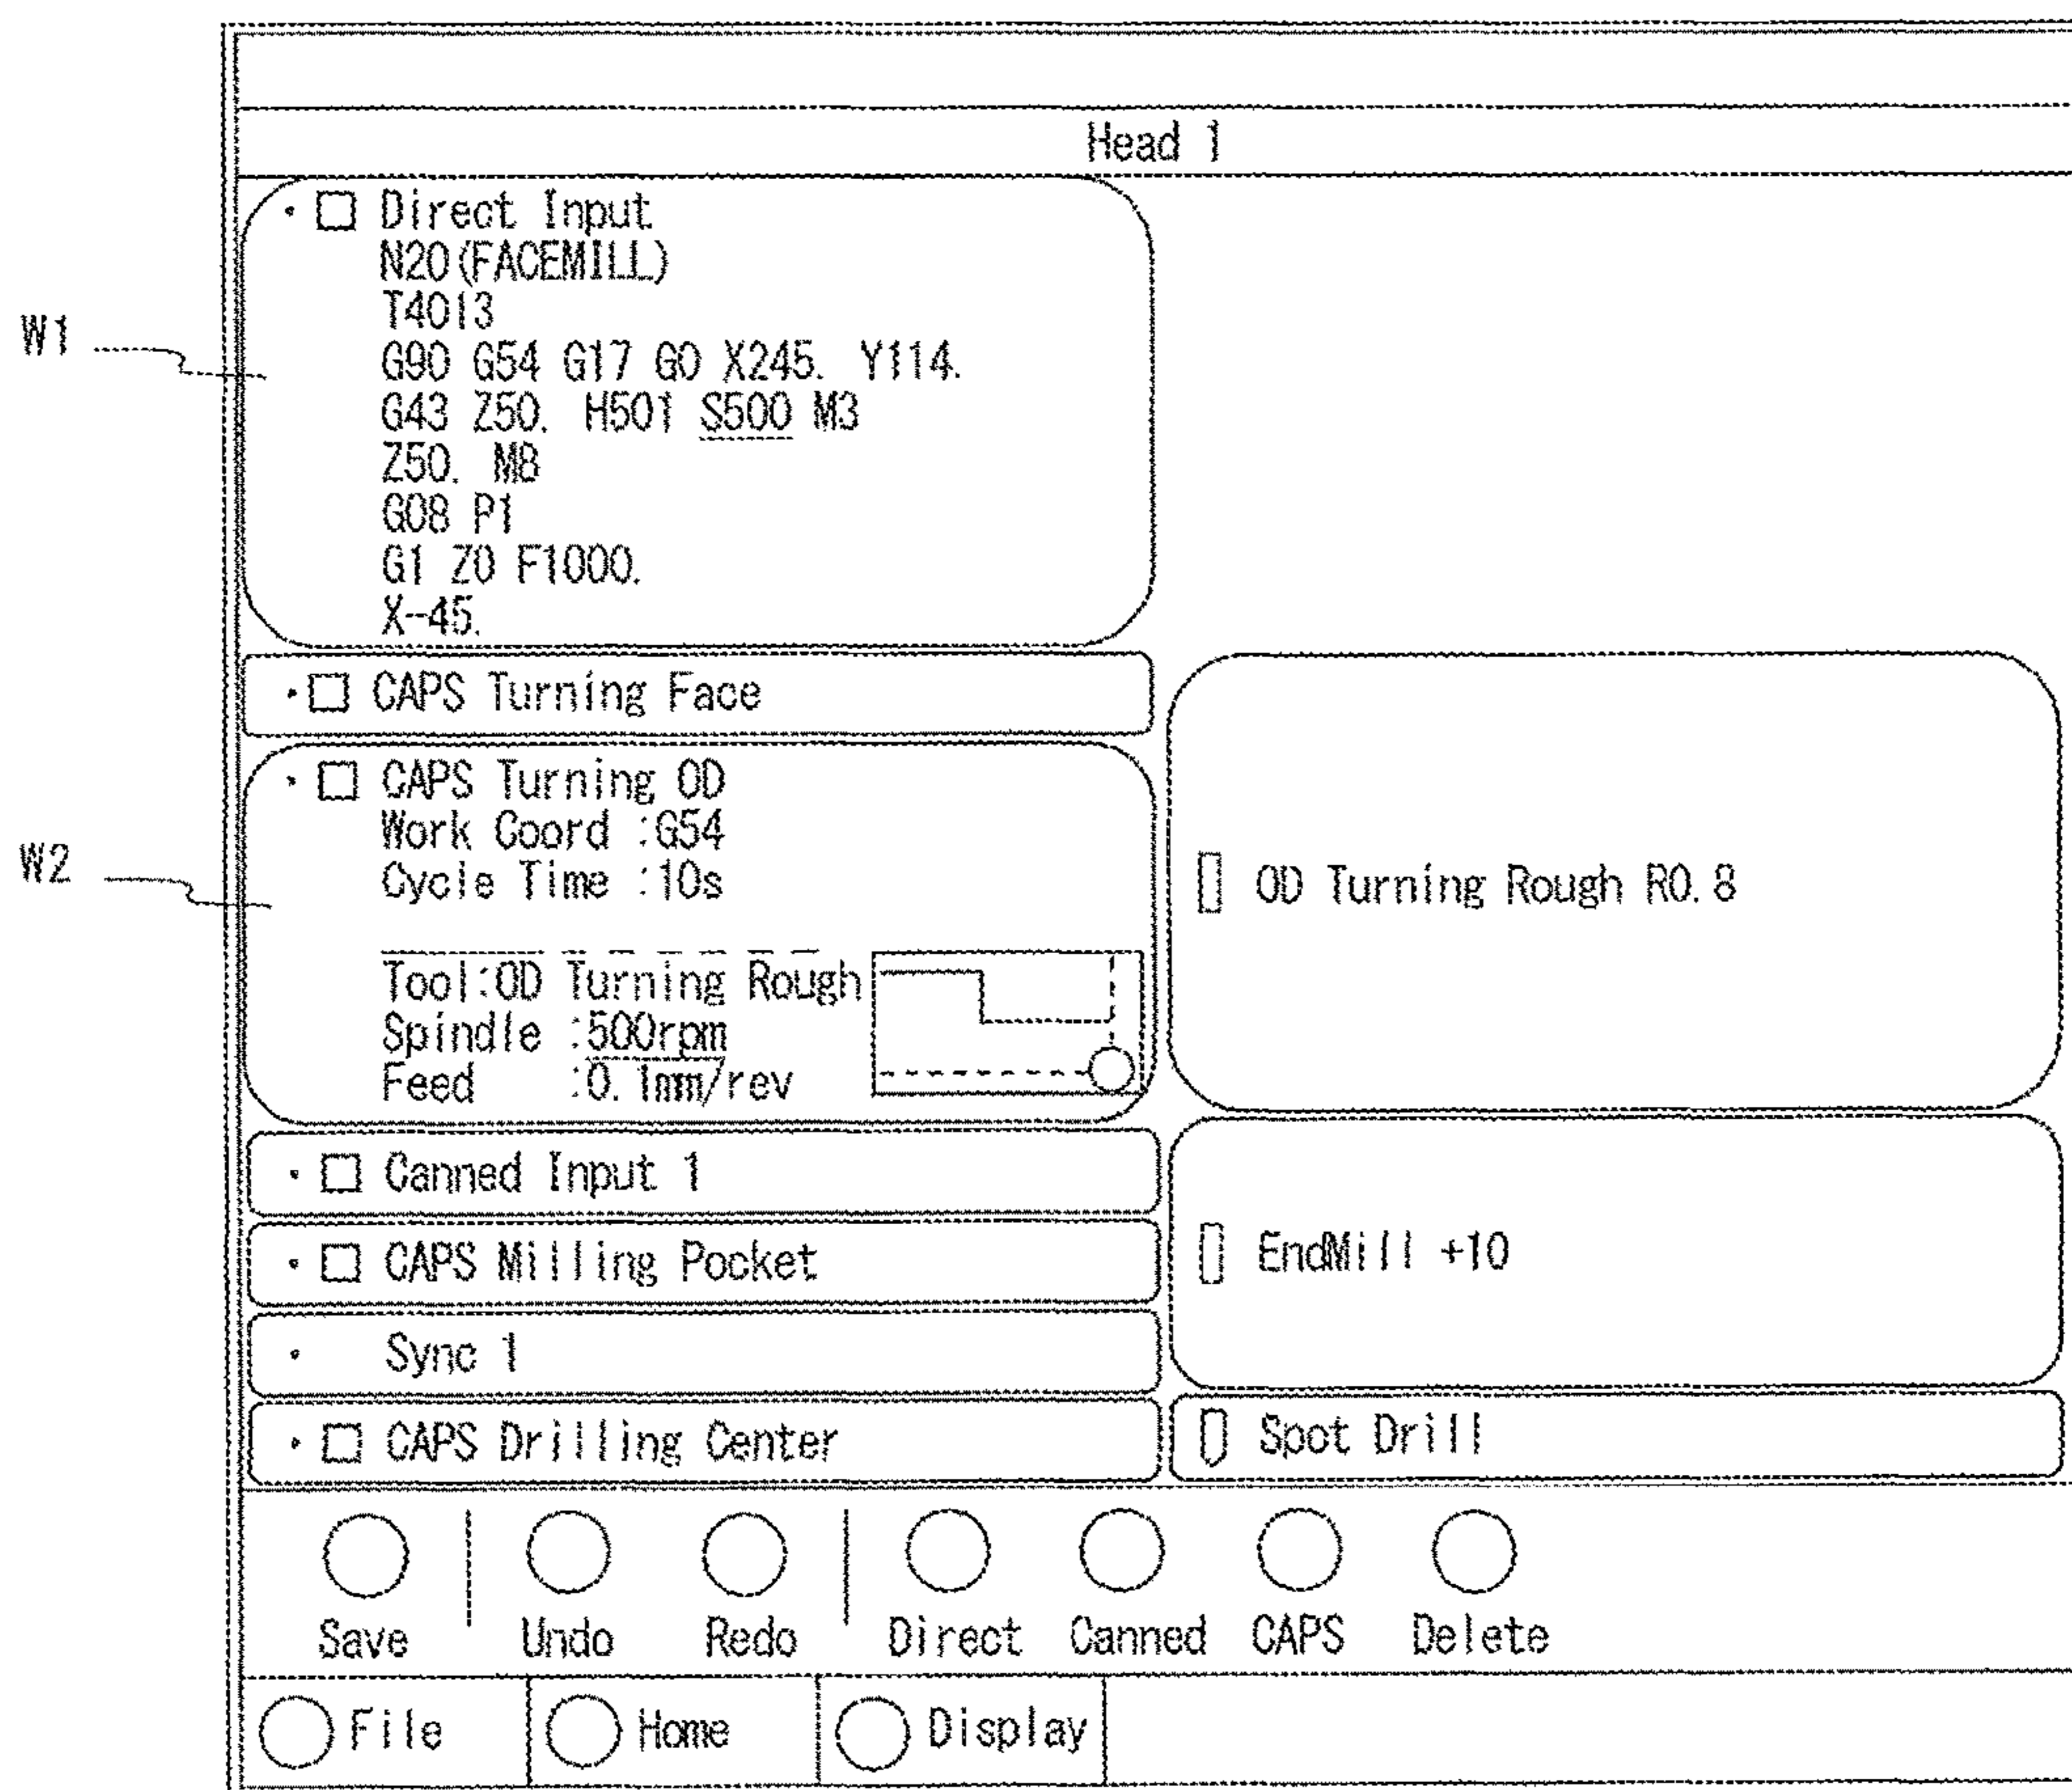 Head 1
· □ Direct Input
N20(FACEMILL)
T4013
G90 G54 G17 G0 X245. Y114.
W1
G43 Z50. H501 S500 M3
Z50. M8
G08 P1
G1 Z0 F1000.
X-45.
· □ CAPS Turning Face
· □ CAPS Turning OD
Work Coord :G54
Cycle Time :10s
W2
OD Turning Rough R0.8
Tool:OD Turning Rough
Spindle :500rpm
Feed :0.1mm/rev
· □ Canned Input 1
· □ CAPS Milling Pocket
EndMill +10
· Sync 1
· □ CAPS Drilling Center
Spot Drill
Save Undo Redo Direct Canned CAPS Delete
File Home Display